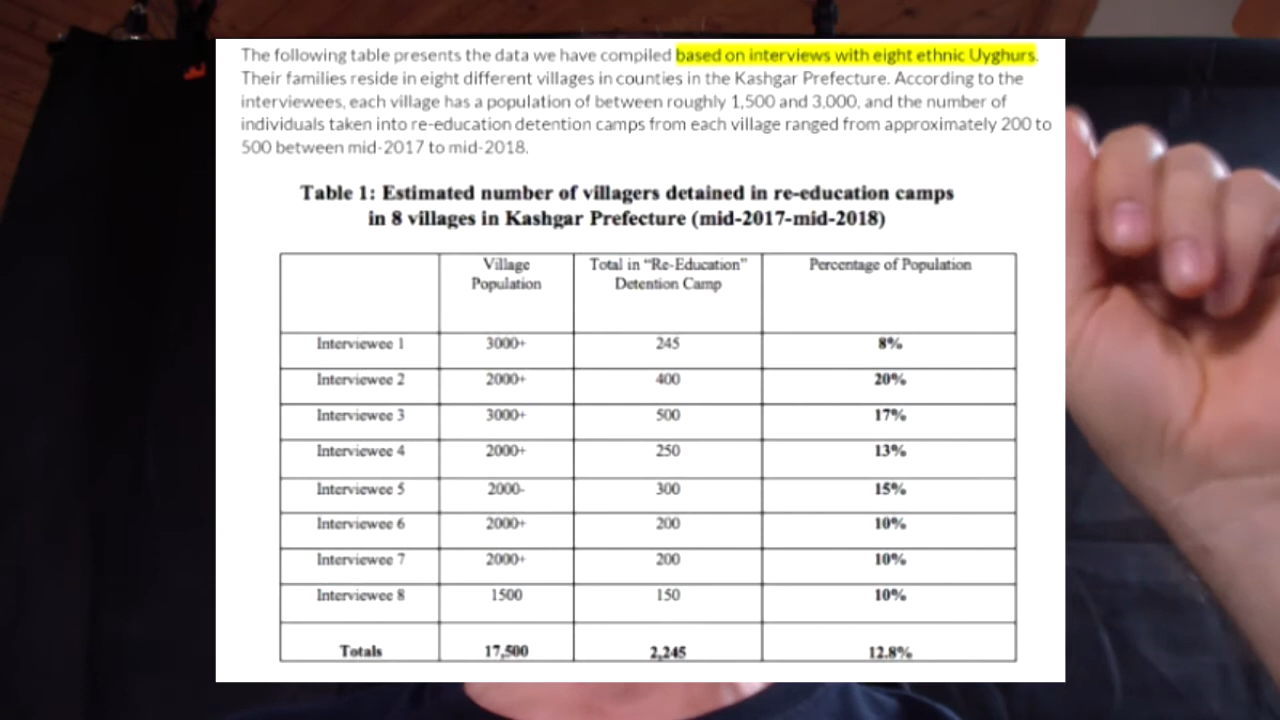 The following table presents the data we have compiled based on interviews with eight ethnic Uyghurs.
Their families reside in eight different villages in counties in the Kashgar Prefecture. According to the
interviewees, each village has a population of between roughly 1,500 and 3,000, and the number of
individuals taken into re-education detention camps from each village ranged from approximately 200 to
500 between mid-2017 to mid-2018.
Table 1: Estimated number of villagers detained in re-education camps
in 8 villages in Kashgar Prefecture (mid-2017-mid-2018)
Village Population Total in “Re-Education” Detention Camp Percentage of Population
Interviewee 1 3000+ 245 8%
Interviewee 2 2000+ 400 20%
Interviewee 3 3000+ 500 17%
Interviewee 4 2000+ 250 13%
Interviewee 5 2000- 300 15%
Interviewee 6 2000+ 200 10%
Interviewee 7 2000+ 200 10%
Interviewee 8 1500 150 10%
Totals 17,500 2,245 12.8%